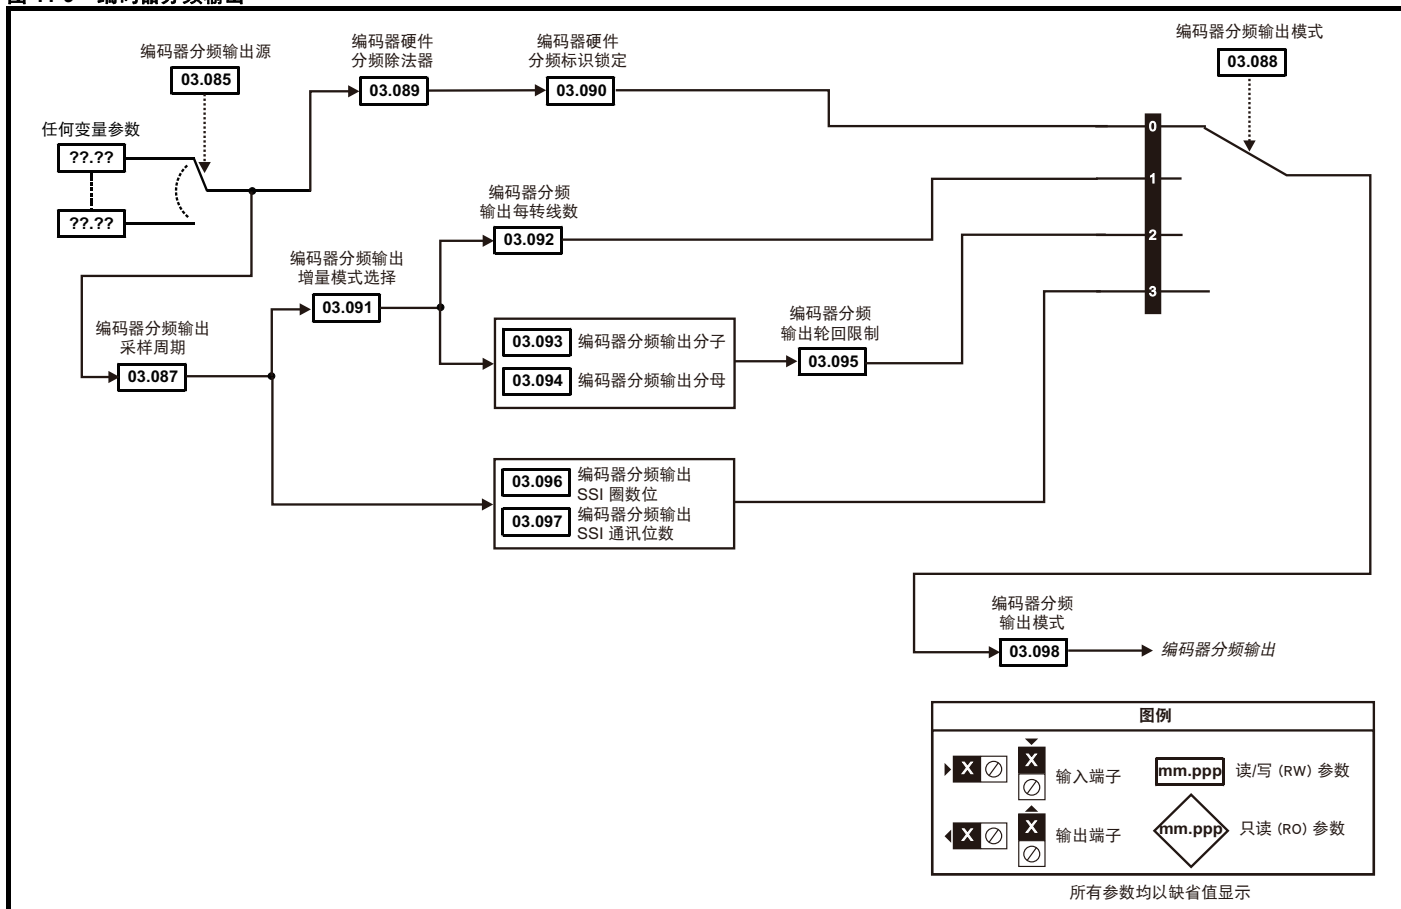 编码器分频输出源
03.085
编码器硬件
分频除法器
03.089
编码器硬件
分频标识锁定
03.090
编码器分频输出模式
03.088
任何变量参数
??.??
??.??
0
1
2
3
编码器分频
输出每转线数
03.092
编码器分频输出
增量模式选择
03.091
编码器分频输出
采样周期
03.087
03.093 编码器分频输出分子
03.094 编码器分频输出分母
编码器分频
输出轮回限制
03.095
03.096 编码器分频输出
SSI 圈数位
03.097 编码器分频输出
SSI 通讯位数
编码器分频
输出模式
03.098
编码器分频输出
图例
X
X
输入端子
mm.ppp 读/写 (RW) 参数
X
X
输出端子
mm.ppp 只读 (RO) 参数
所有参数均以缺省值显示